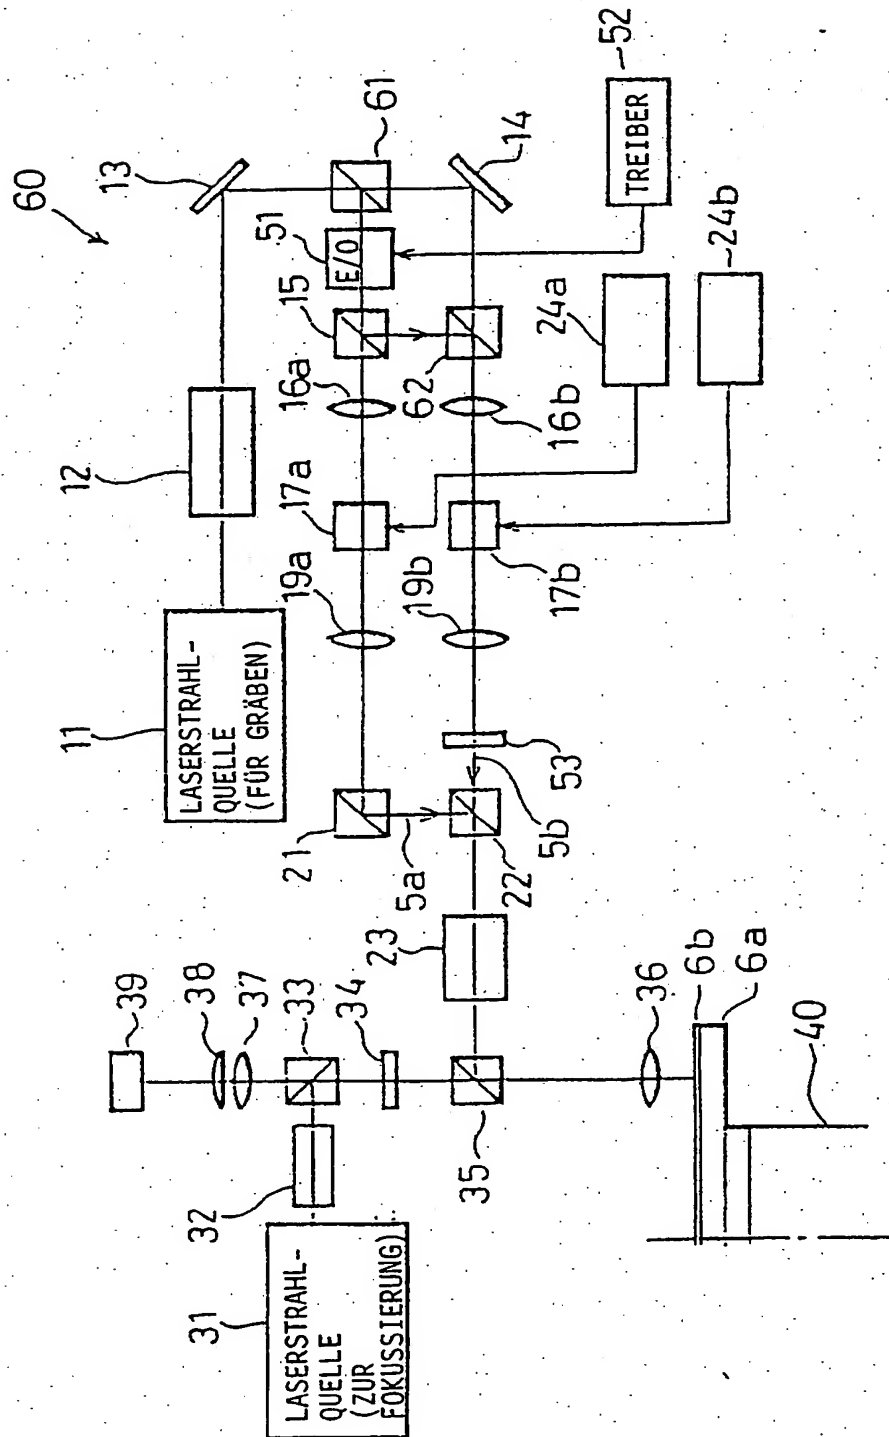 60
11
LASERSTRAHL-
QUELLE
(FÜR GRÄBEN)
12
13
61
51
E/O
15
16a
17a
19a
21
5a
14
62
16b
17b
19b
53
5b
22
23
52
TREIBER
24a
24b
31
LASERSTRAHL-
QUELLE
(ZUR
FOKUSSIERUNG)
32
33
34
35
37
38
39
36
6b
6a
40